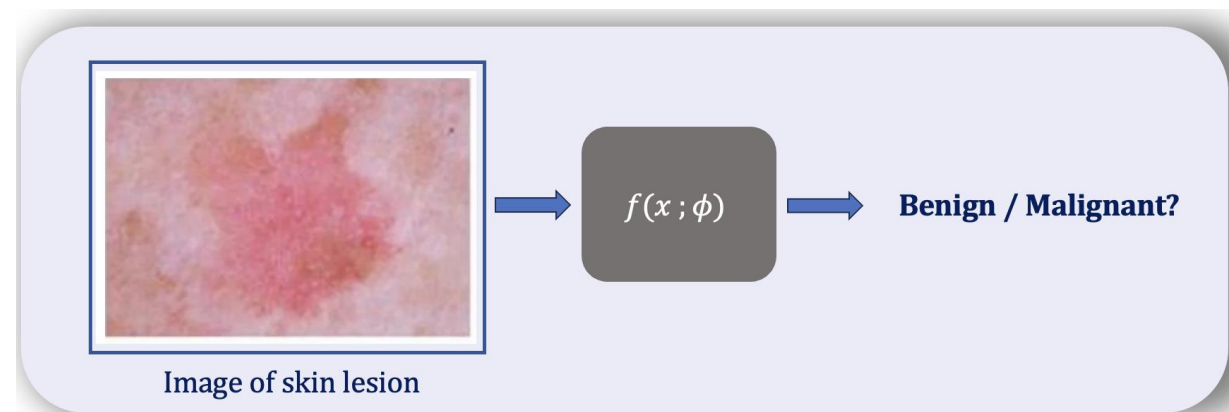 f(x ; ϕ)
Benign / Malignant?
Image of skin lesion